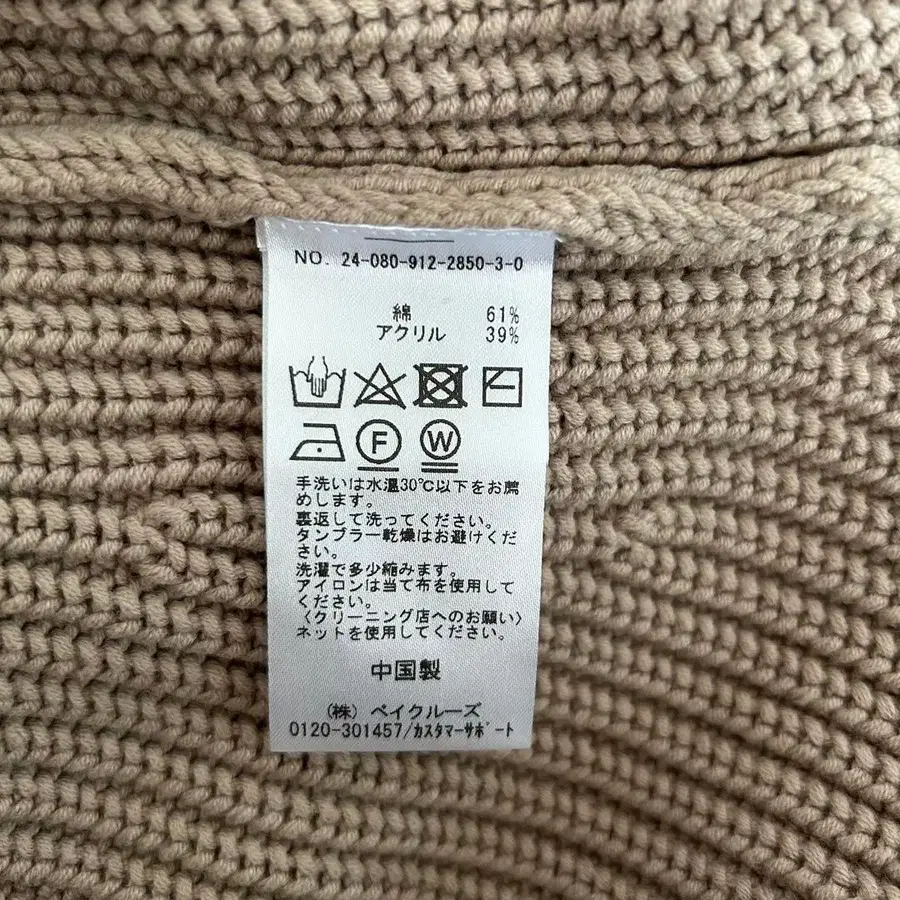 NO. 24-080-912-2850-3-0
綿 61%
アクリル 39%
F W
手洗いは水温30℃以下をお薦
めします。
裏返して洗ってください。
タンブラー乾燥はお避けくだ
さい。
洗濯で多少縮みます。
アイロンは当て布を使用して
ください。
〈クリーニング店へのお願い〉
ネットを使用してください。
中国製
(株) ベイクルーズ
0120-301457/カスタマーサポート